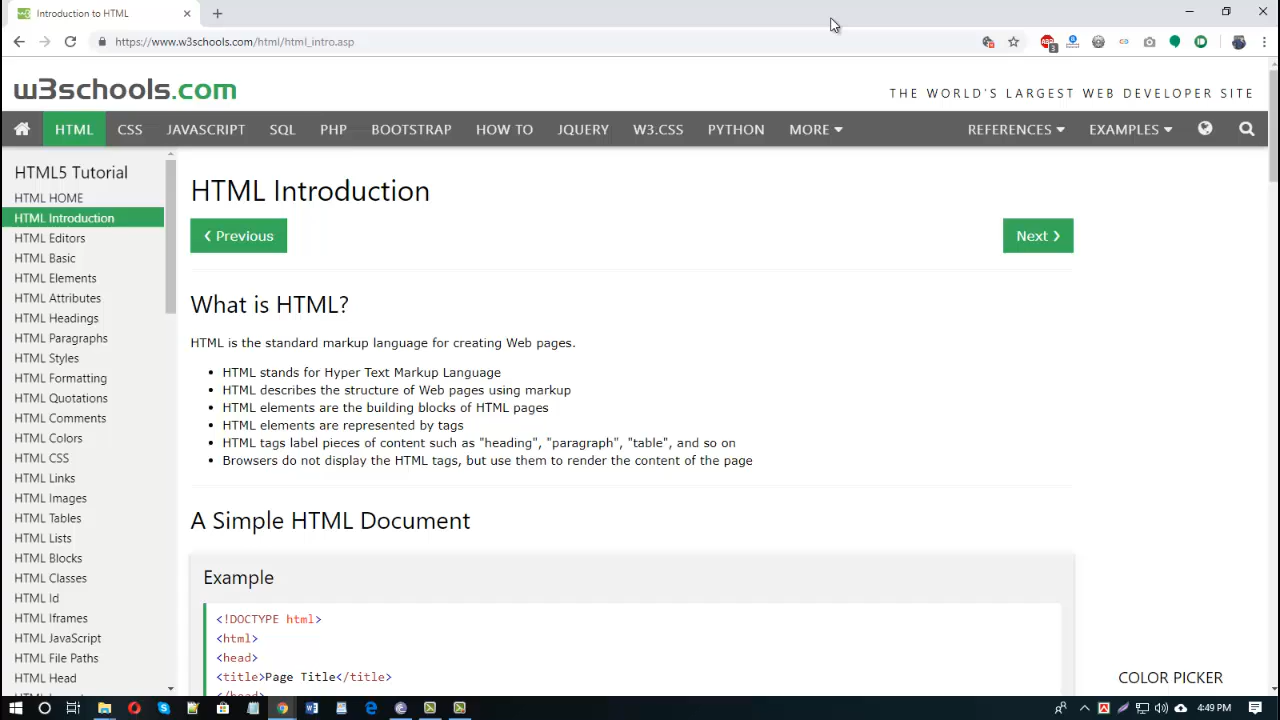 Introduction to HTML
https://www.w3schools.com/html/html_intro.asp
3
w3schools.com
THE WORLD'S LARGEST WEB DEVELOPER SITE
HTML CSS JAVASCRIPT SQL PHP BOOTSTRAP HOW TO JQUERY W3.CSS PYTHON MORE REFERENCES EXAMPLES
HTML5 Tutorial
HTML HOME
HTML Introduction
HTML Editors
HTML Basic
HTML Elements
HTML Attributes
HTML Headings
HTML Paragraphs
HTML Styles
HTML Formatting
HTML Quotations
HTML Comments
HTML Colors
HTML CSS
HTML Links
HTML Images
HTML Tables
HTML Lists
HTML Blocks
HTML Classes
HTML Id
HTML Iframes
HTML JavaScript
HTML File Paths
HTML Head
HTML Introduction
❮ Previous
Next ❯
What is HTML?
HTML is the standard markup language for creating Web pages.
• HTML stands for Hyper Text Markup Language
• HTML describes the structure of Web pages using markup
• HTML elements are the building blocks of HTML pages
• HTML elements are represented by tags
• HTML tags label pieces of content such as "heading", "paragraph", "table", and so on
• Browsers do not display the HTML tags, but use them to render the content of the page
A Simple HTML Document
Example
<!DOCTYPE html>
<html>
<head>
<title>Page Title</title>
</head>
COLOR PICKER
4:49 PM